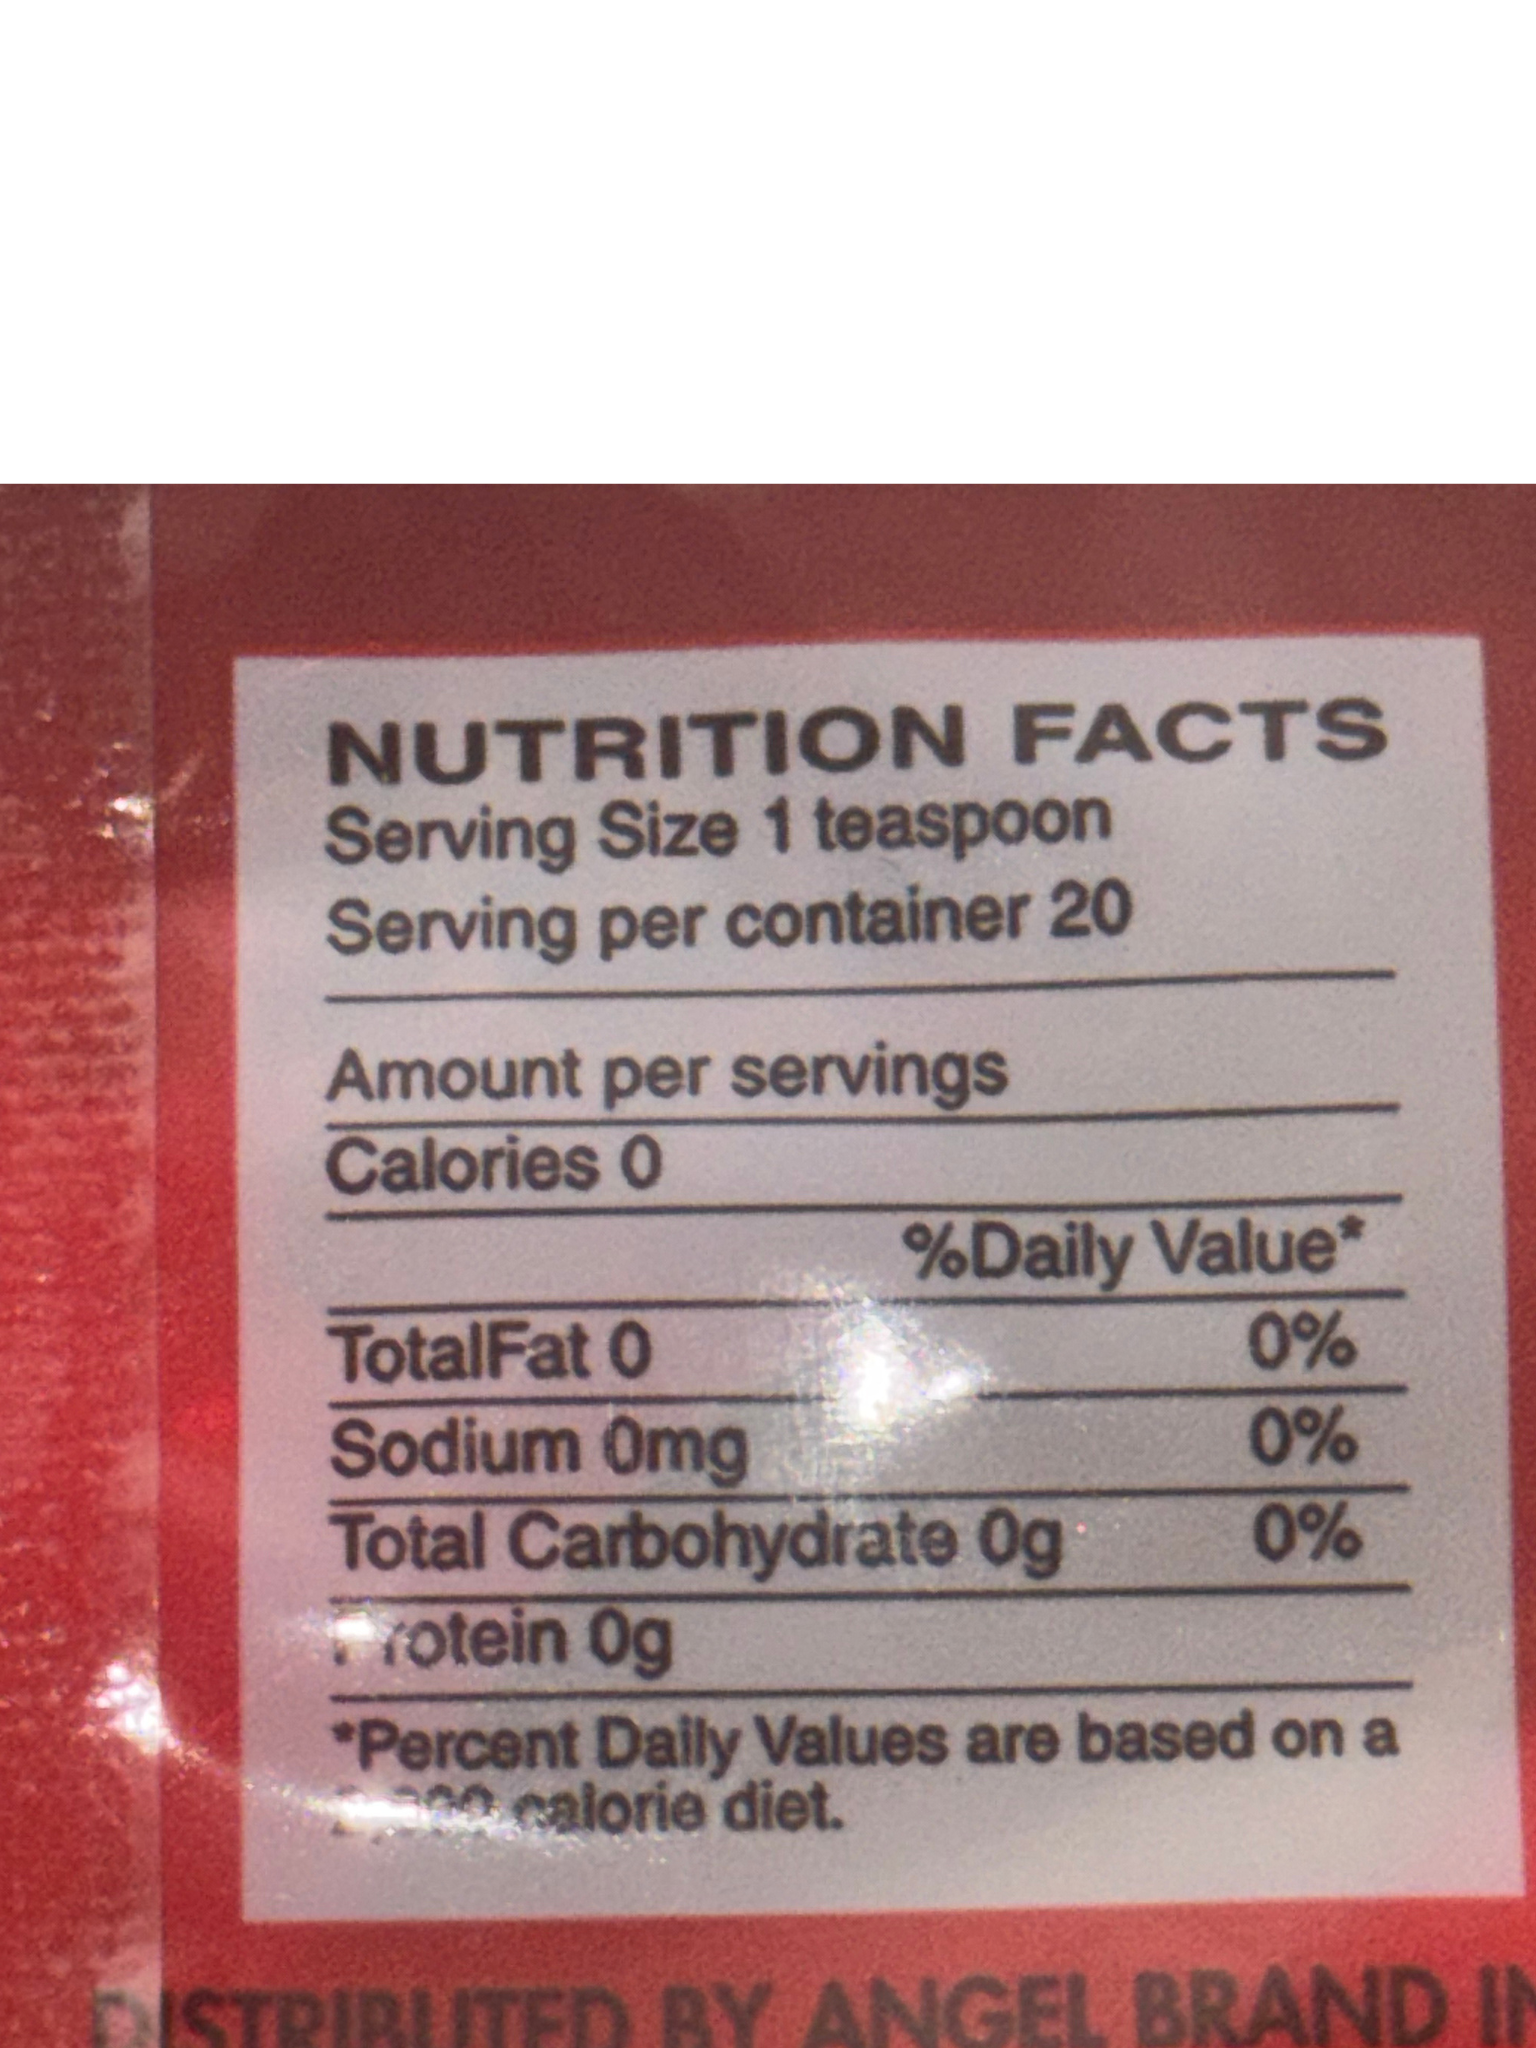 NUTRITION FACTS
Serving Size 1 teaspoon
Serving per container 20
Amount per servings
Calories 0
%Daily Value*
TotalFat 0 0%
Sodium 0mg 0%
Total Carbohydrate 0g 0%
Protein 0g
*Percent Daily Values are based on a
calorie diet.
DISTRIBUTED BY ANGEL BRAND